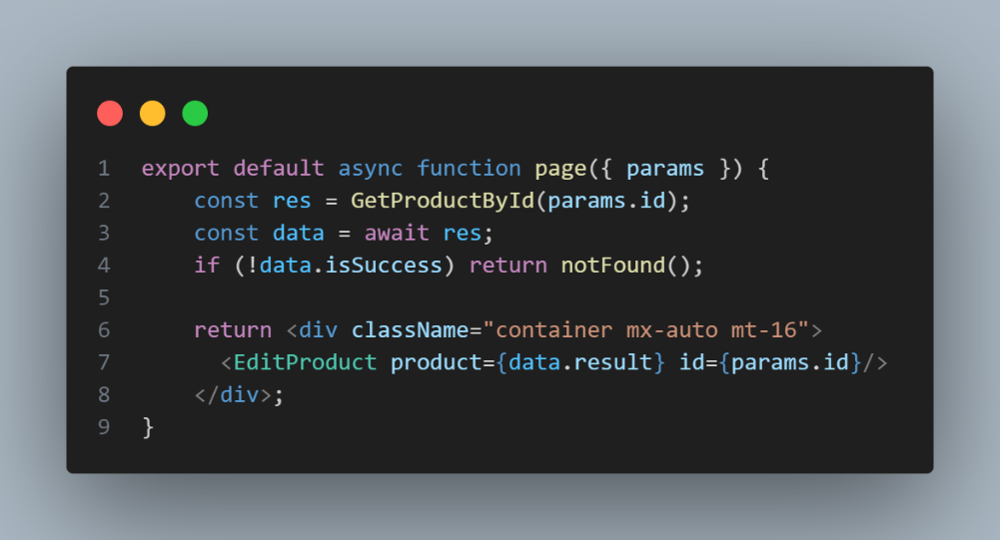 1 export default async function page({ params }) {
2     const res = GetProductById(params.id);
3     const data = await res;
4     if (!data.isSuccess) return notFound();
5
6     return <div className="container mx-auto mt-16">
7       <EditProduct product={data.result} id={params.id}/>
8     </div>;
9 }